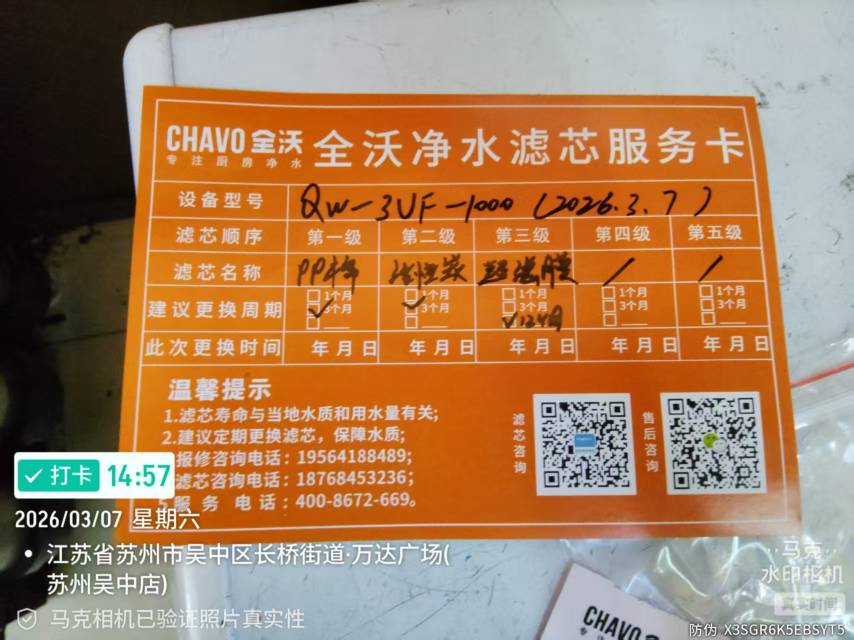 CHAVO 全沃
专注厨房净水
全沃净水滤芯服务卡
设备型号 QW-3UF-1000 (2026.3.7)
滤芯顺序 第一级 第二级 第三级 第四级 第五级
滤芯名称 PP棉 活性炭 超滤膜 / /
建议更换周期
□1个月 □1个月 □1个月 □1个月 □1个月
✓3个月 ✓3个月 □3个月 □3个月 □3个月
□ □ ✓12个月 □ □
此次更换时间 年月日 年月日 年月日 年月日 年月日
温馨提示
1.滤芯寿命与当地水质和用水量有关;
2.建议定期更换滤芯，保障水质;
报修咨询电话：19564188489;
滤芯咨询电话：18768453236;
服务电话：400-8672-669。
滤芯咨询
售后咨询
打卡 14:57
2026/03/07 星期六
江苏省苏州市吴中区长桥街道·万达广场(
苏州吴中店)
马克相机已验证照片真实性
马克
水印相机
真实时间
防伪 X3SGR6K5EBSYT5
CHAVO